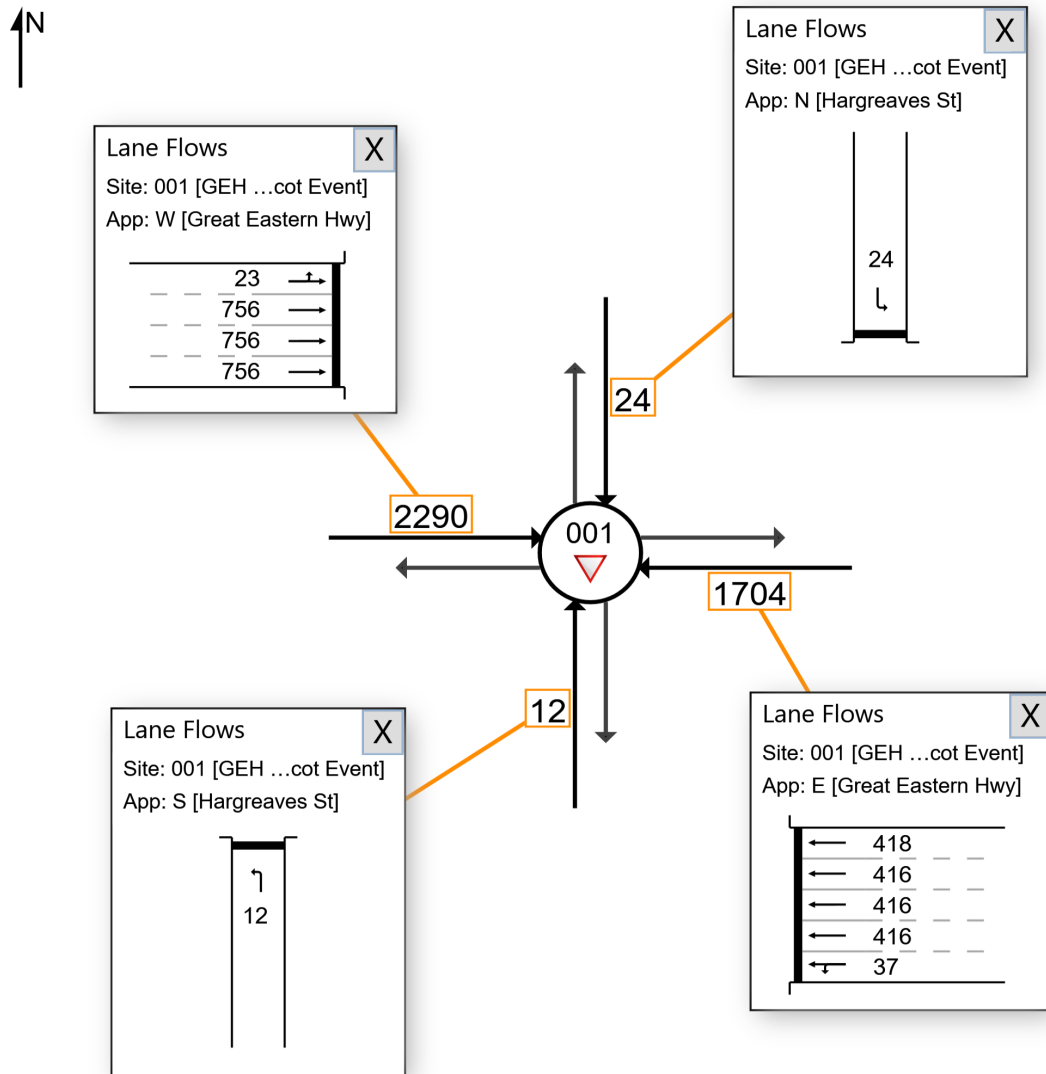 N
Lane Flows
X
Site: 001 [GEH ...cot Event]
App: N [Hargreaves St]
24
Lane Flows
X
Site: 001 [GEH ...cot Event]
App: W [Great Eastern Hwy]
23
756
756
756
24
2290
001
1704
12
Lane Flows
X
Site: 001 [GEH ...cot Event]
App: S [Hargreaves St]
12
Lane Flows
X
Site: 001 [GEH ...cot Event]
App: E [Great Eastern Hwy]
418
416
416
416
37